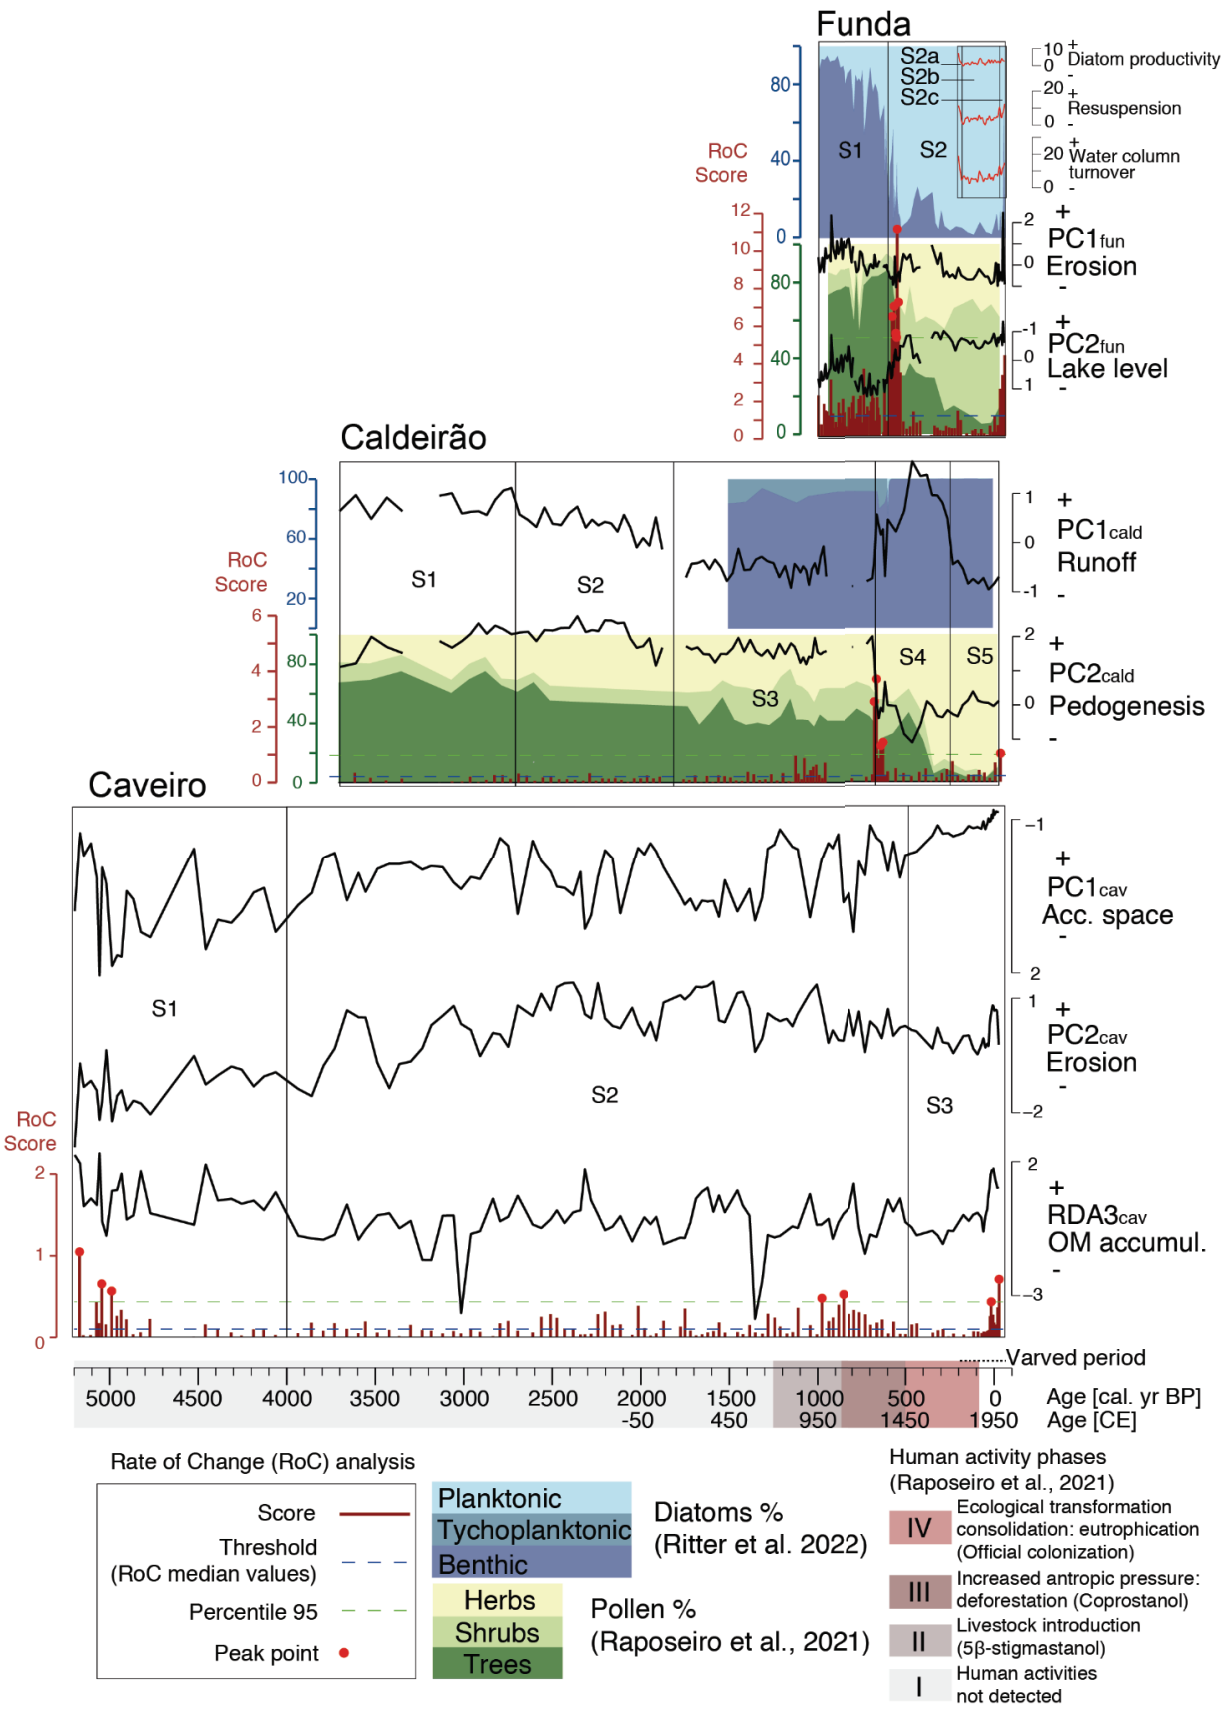 Funda
S2a
S2b
S2c
S1
S2
80
40
0
10
0
+
Diatom productivity
-
20
0
+
Resuspension
-
20
0
+
Water column
turnover
-
RoC
Score
12
10
8
6
4
2
0
80
40
0
2
0
+
PC1fun
Erosion
-
-1
0
1
+
PC2fun
Lake level
-
Caldeirão
100
60
20
RoC
Score
6
4
2
0
80
40
0
S1
S2
S3
S4
S5
1
0
-1
+
PC1cald
Runoff
-
2
0
+
PC2cald
Pedogenesis
-
Caveiro
S1
S2
S3
-1
2
+
PC1cav
Acc. space
-
1
-2
+
PC2cav
Erosion
-
RoC
Score
2
1
0
2
-3
+
RDA3cav
OM accumul.
-
Varved period
5000 4500 4000 3500 3000 2500 2000 1500 1000 500 0 Age [cal. yr BP]
-50 450 950 1450 1950 Age [CE]
Rate of Change (RoC) analysis
Score
Threshold
(RoC median values)
Percentile 95
Peak point
Planktonic
Tychoplanktonic
Benthic
Diatoms %
(Ritter et al. 2022)
Herbs
Shrubs
Trees
Pollen %
(Raposeiro et al., 2021)
Human activity phases
(Raposeiro et al., 2021)
IV
Ecological transformation
consolidation: eutrophication
(Official colonization)
III
Increased antropic pressure:
deforestation (Coprostanol)
II
Livestock introduction
(5β-stigmastanol)
I
Human activities
not detected